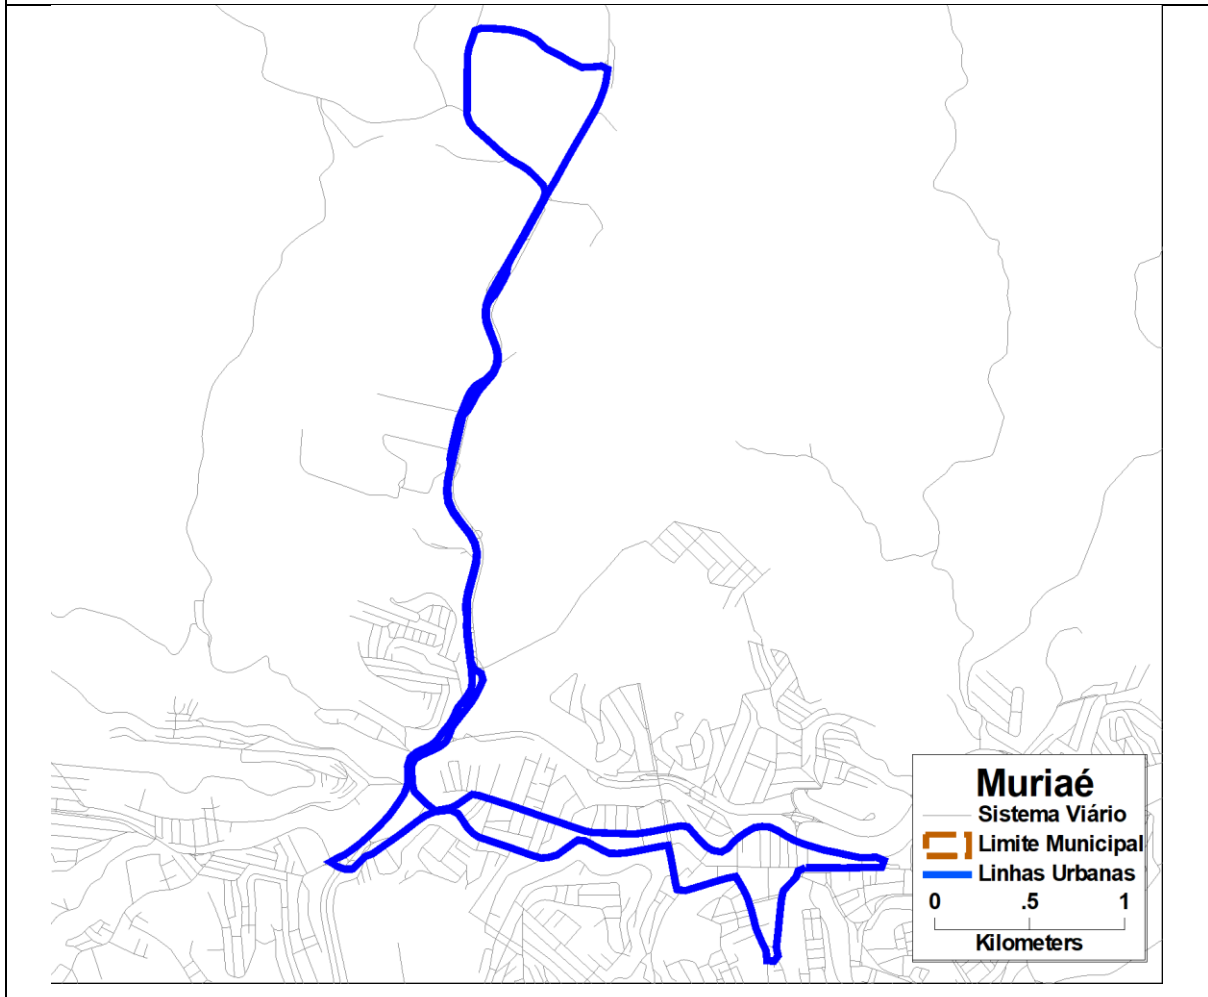 Muriaé
Sistema Viário
Limite Municipal
Linhas Urbanas
0 .5 1
Kilometers